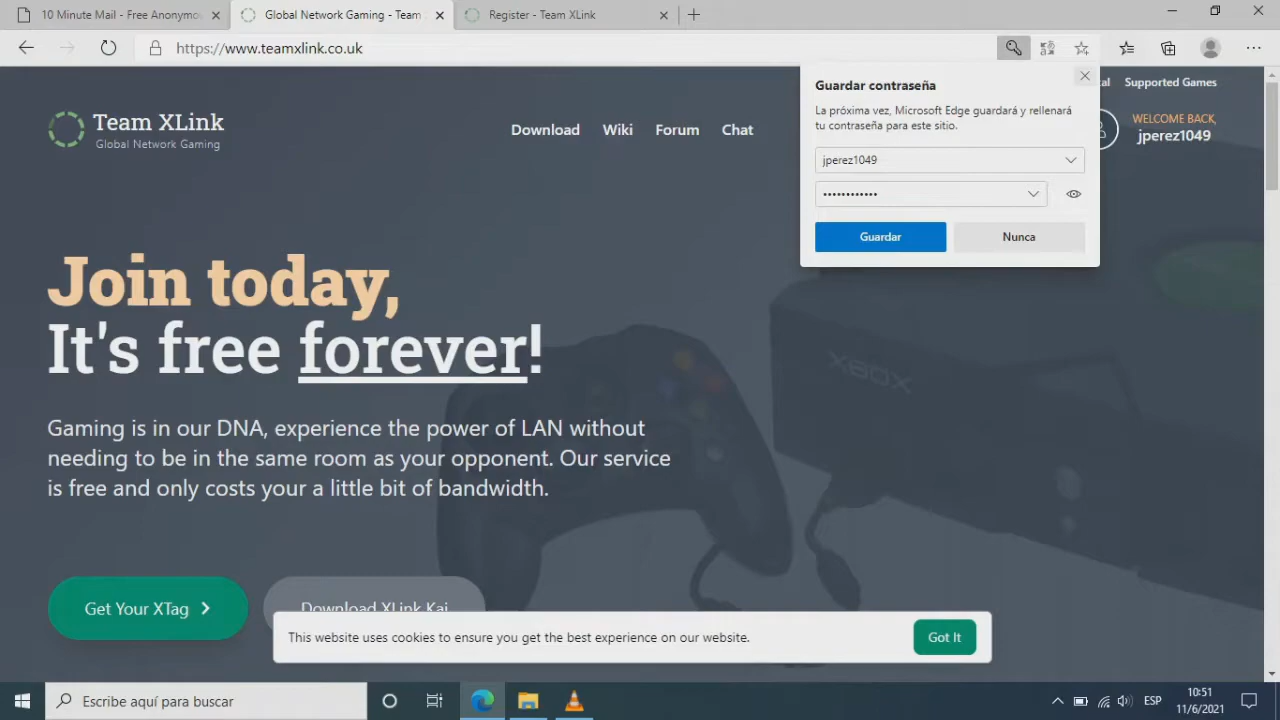 10 Minute Mail - Free Anonymo
Global Network Gaming - Team
Register - Team XLink
https://www.teamxlink.co.uk
Team XLink
Global Network Gaming
Download
Wiki
Forum
Chat
Supported Games
WELCOME BACK,
jperez1049
Guardar contraseña
La próxima vez, Microsoft Edge guardará y rellenará
tu contraseña para este sitio.
jperez1049
••••••••••••
Guardar
Nunca
Join today,
It's free forever!
XBOX
Gaming is in our DNA, experience the power of LAN without
needing to be in the same room as your opponent. Our service
is free and only costs your a little bit of bandwidth.
Get Your XTag
Download XLink Kai
This website uses cookies to ensure you get the best experience on our website.
Got It
Escribe aquí para buscar
ESP
10:51
11/6/2021